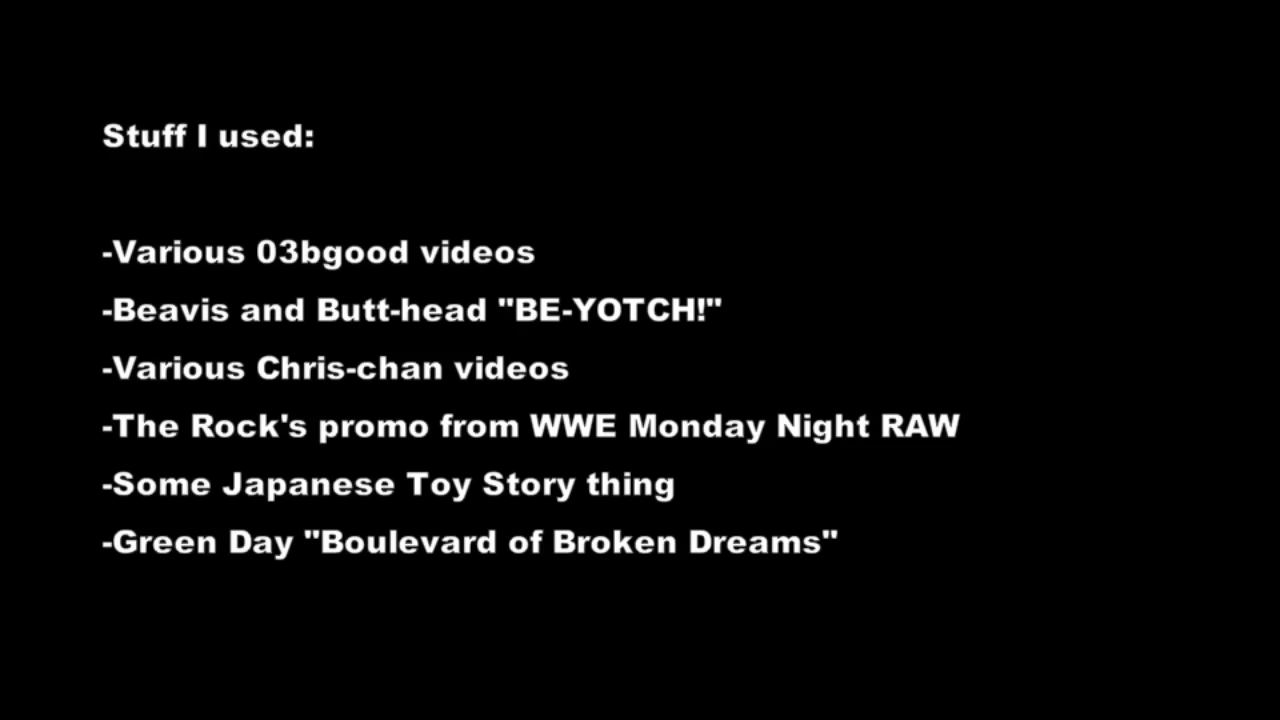 Stuff I used:
-Various 03bgood videos
-Beavis and Butt-head "BE-YOTCH!"
-Various Chris-chan videos
-The Rock's promo from WWE Monday Night RAW
-Some Japanese Toy Story thing
-Green Day "Boulevard of Broken Dreams"